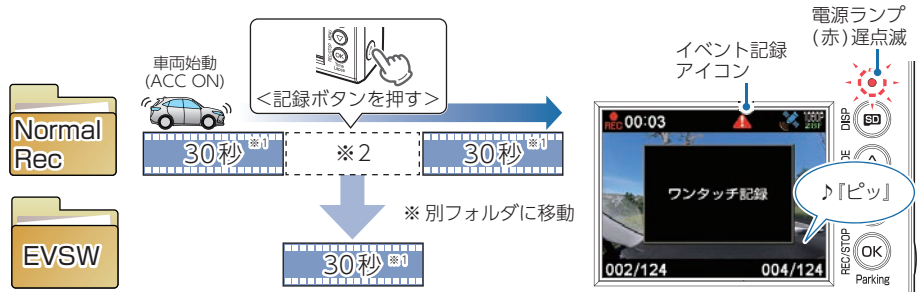 電源ランプ
(赤)遅点滅
イベント記録
アイコン
車両始動
(ACC ON)
<記録ボタンを押す>
Normal
Rec
30秒 ※1
※2
30秒 ※1
※ 別フォルダに移動
EVSW
30秒 ※1
REC 00:03
1080P
28F
ワンタッチ記録
002/124
004/124
DISP
SD
♪『ピッ』
REC/STOP
OK
Parking